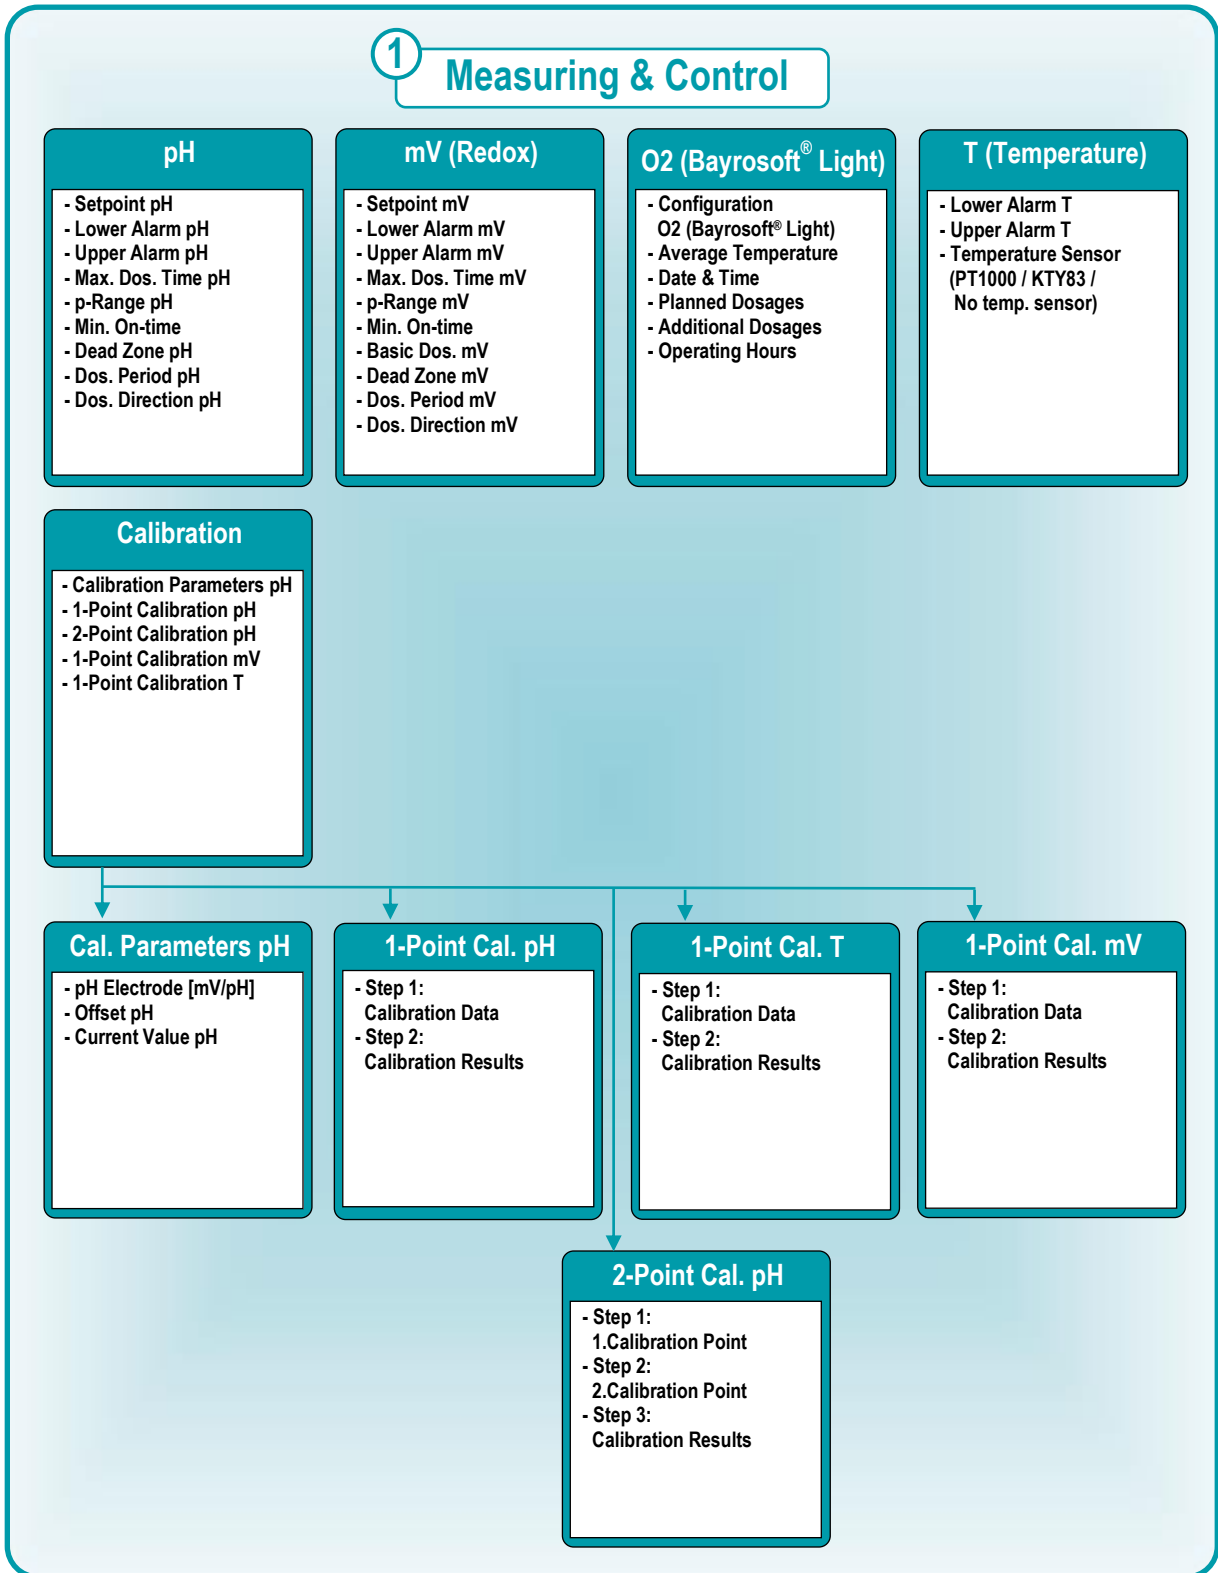 1
Measuring & Control
pH
- Setpoint pH
- Lower Alarm pH
- Upper Alarm pH
- Max. Dos. Time pH
- p-Range pH
- Min. On-time
- Dead Zone pH
- Dos. Period pH
- Dos. Direction pH
mV (Redox)
- Setpoint mV
- Lower Alarm mV
- Upper Alarm mV
- Max. Dos. Time mV
- p-Range mV
- Min. On-time
- Basic Dos. mV
- Dead Zone mV
- Dos. Period mV
- Dos. Direction mV
O2 (Bayrosoft® Light)
- Configuration
O2 (Bayrosoft® Light)
- Average Temperature
- Date & Time
- Planned Dosages
- Additional Dosages
- Operating Hours
T (Temperature)
- Lower Alarm T
- Upper Alarm T
- Temperature Sensor
(PT1000 / KTY83 /
No temp. sensor)
Calibration
- Calibration Parameters pH
- 1-Point Calibration pH
- 2-Point Calibration pH
- 1-Point Calibration mV
- 1-Point Calibration T
Cal. Parameters pH
- pH Electrode [mV/pH]
- Offset pH
- Current Value pH
1-Point Cal. pH
- Step 1:
Calibration Data
- Step 2:
Calibration Results
1-Point Cal. T
- Step 1:
Calibration Data
- Step 2:
Calibration Results
1-Point Cal. mV
- Step 1:
Calibration Data
- Step 2:
Calibration Results
2-Point Cal. pH
- Step 1:
1.Calibration Point
- Step 2:
2.Calibration Point
- Step 3:
Calibration Results